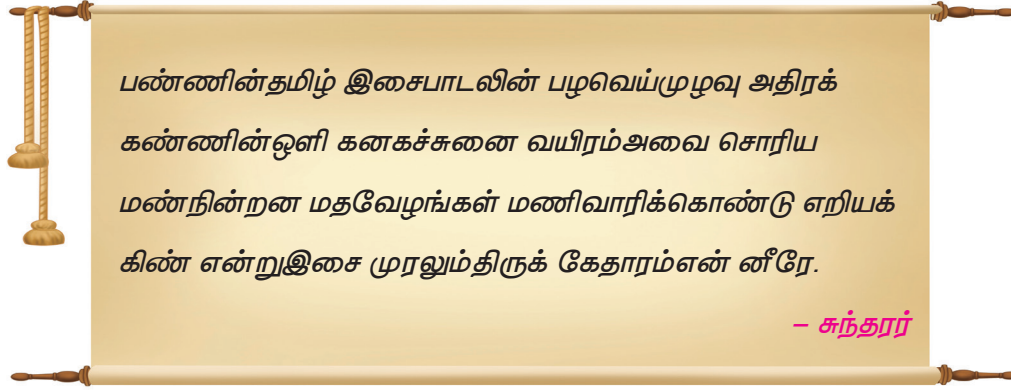 பண்ணின்தமிழ் இசைபாடலின் பழவெய்முழவு அதிரக்
கண்ணின்ஒளி கனகச்சுனை வயிரம்அவை சொரிய
மண்நின்றன மதவேழங்கள் மணிவாரிக்கொண்டு எறியக்
கிண் என்றுஇசை முரலும்திருக் கேதாரம்என் னீரே.
– சுந்தரர்